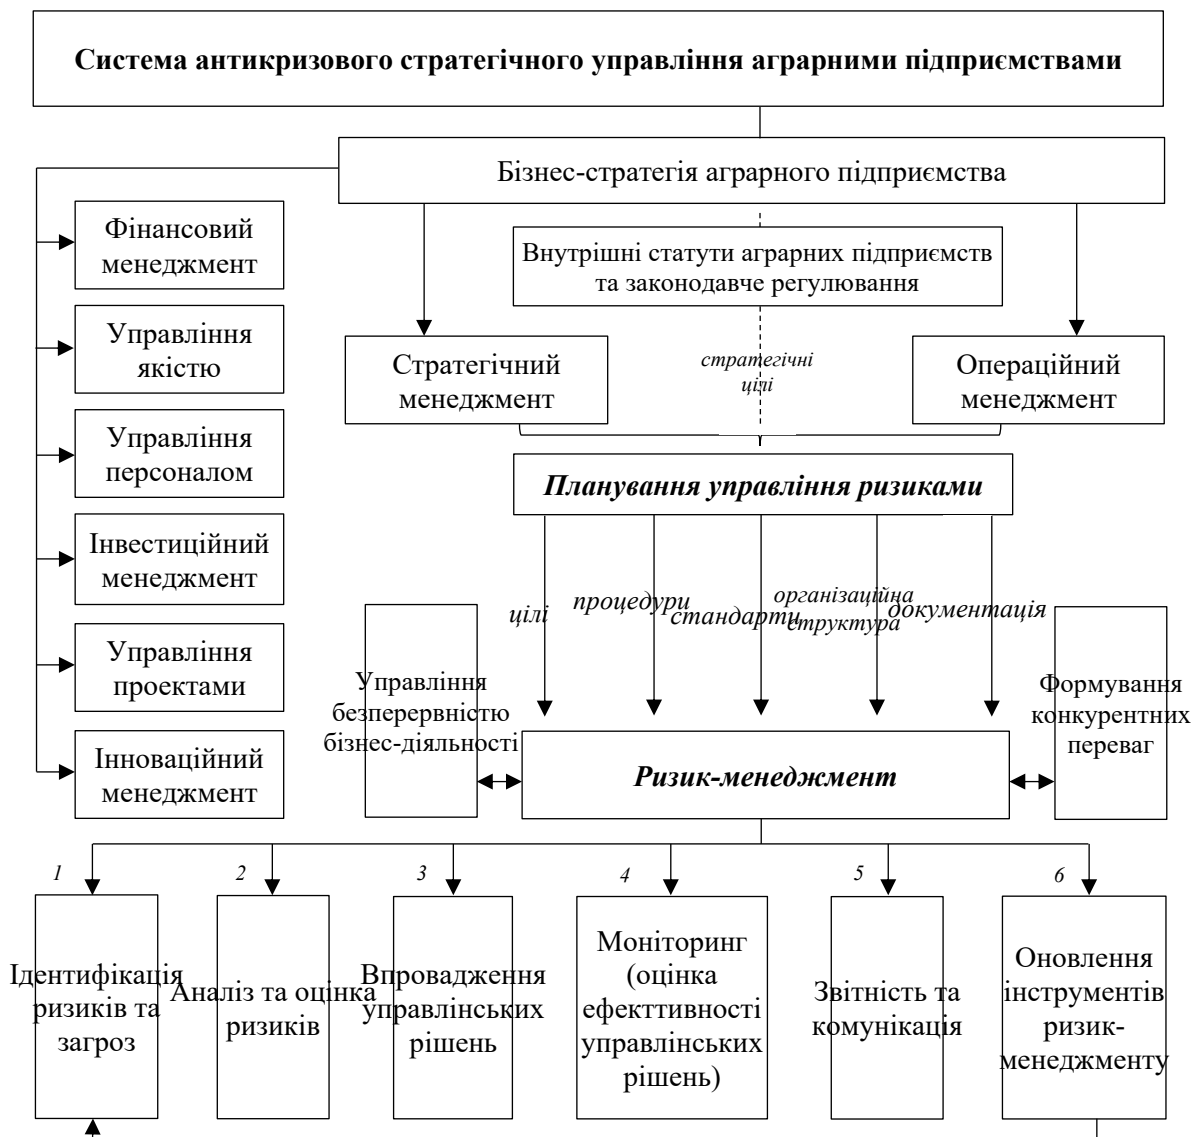 Система антикризового стратегічного управління аграрними підприємствами
Бізнес-стратегія аграрного підприємства
Фінансовий
менеджмент
Управління
якістю
Управління
персоналом
Інвестиційний
менеджмент
Управління
проектами
Інноваційний
менеджмент
Внутрішні статути аграрних підприємств
та законодавче регулювання
Стратегічний
менеджмент
стратегічні
цілі
Операційний
менеджмент
Планування управління ризиками
цілі
процедури
стандарти
організаційна
структура
документація
Управління
безперервністю
бізнес-діяльності
Ризик-менеджмент
Формування
конкурентних
переваг
1
Ідентифікація
ризиків та
загроз
2
Аналіз та оцінка
ризиків
3
Впровадження
управлінських
рішень
4
Моніторинг
(оцінка
ефекттивності
управлінських
рішень)
5
Звітність та
комунікація
6
Оновлення
інструментів
ризик-
менеджменту